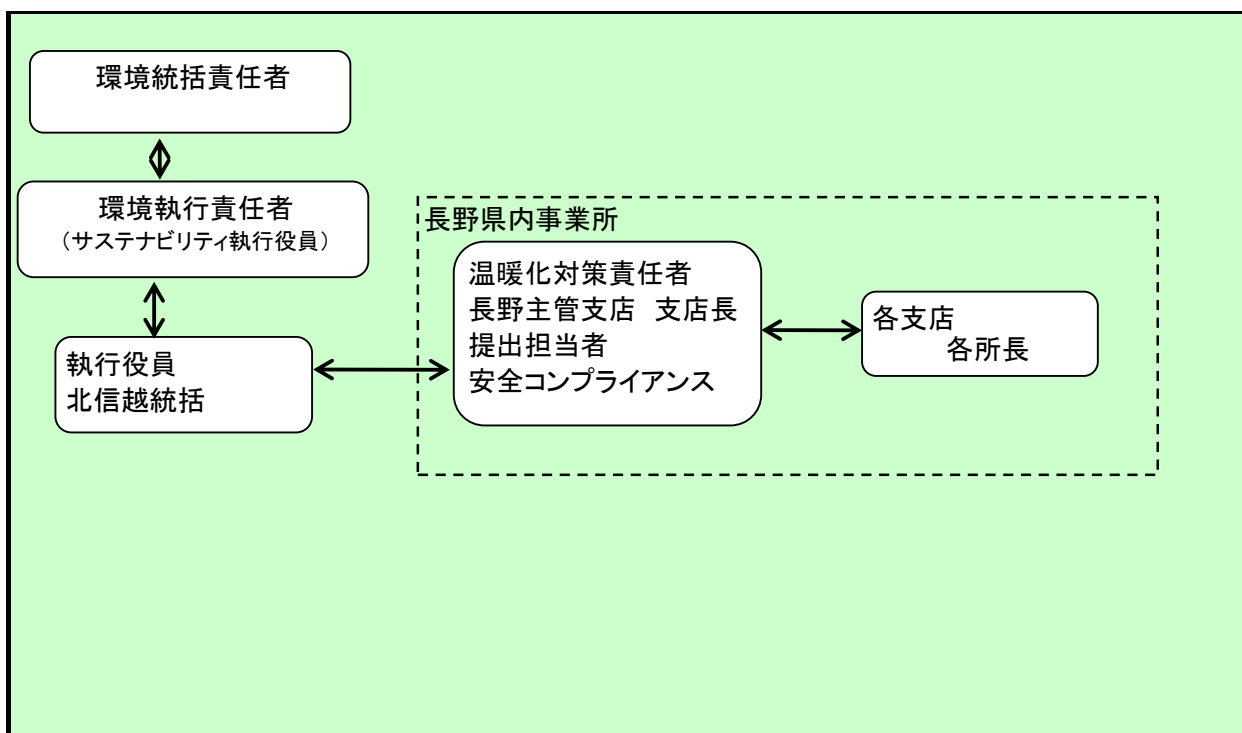 環境統括責任者
環境執行責任者
（サステナビリティ執行役員）
執行役員
北信越統括
長野県内事業所
温暖化対策責任者
長野主管支店　支店長
提出担当者
安全コンプライアンス
各支店
各所長